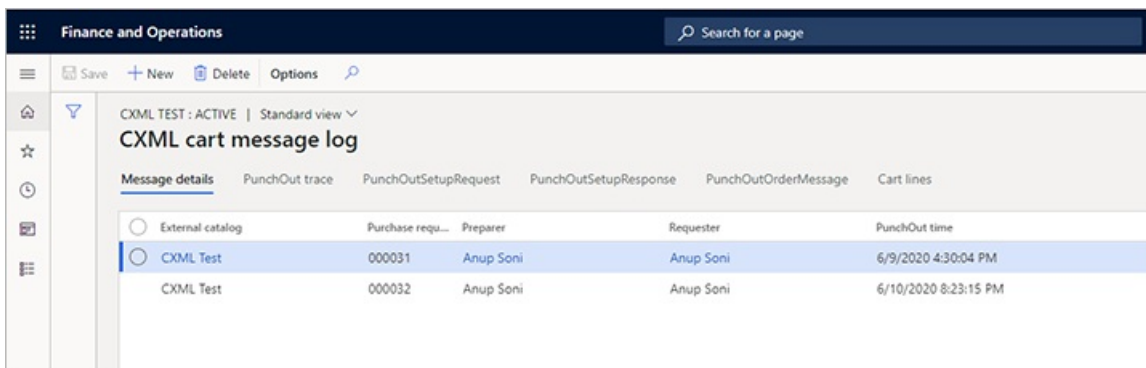 Finance and Operations Search for a page
Save New Delete Options
CXML TEST : ACTIVE | Standard view
CXML cart message log
Message details PunchOut trace PunchOutSetupRequest PunchOutSetupResponse PunchOutOrderMessage Cart lines
External catalog Purchase requ... Preparer Requester PunchOut time
CXML Test 000031 Anup Soni Anup Soni 6/9/2020 4:30:04 PM
CXML Test 000032 Anup Soni Anup Soni 6/10/2020 8:23:15 PM